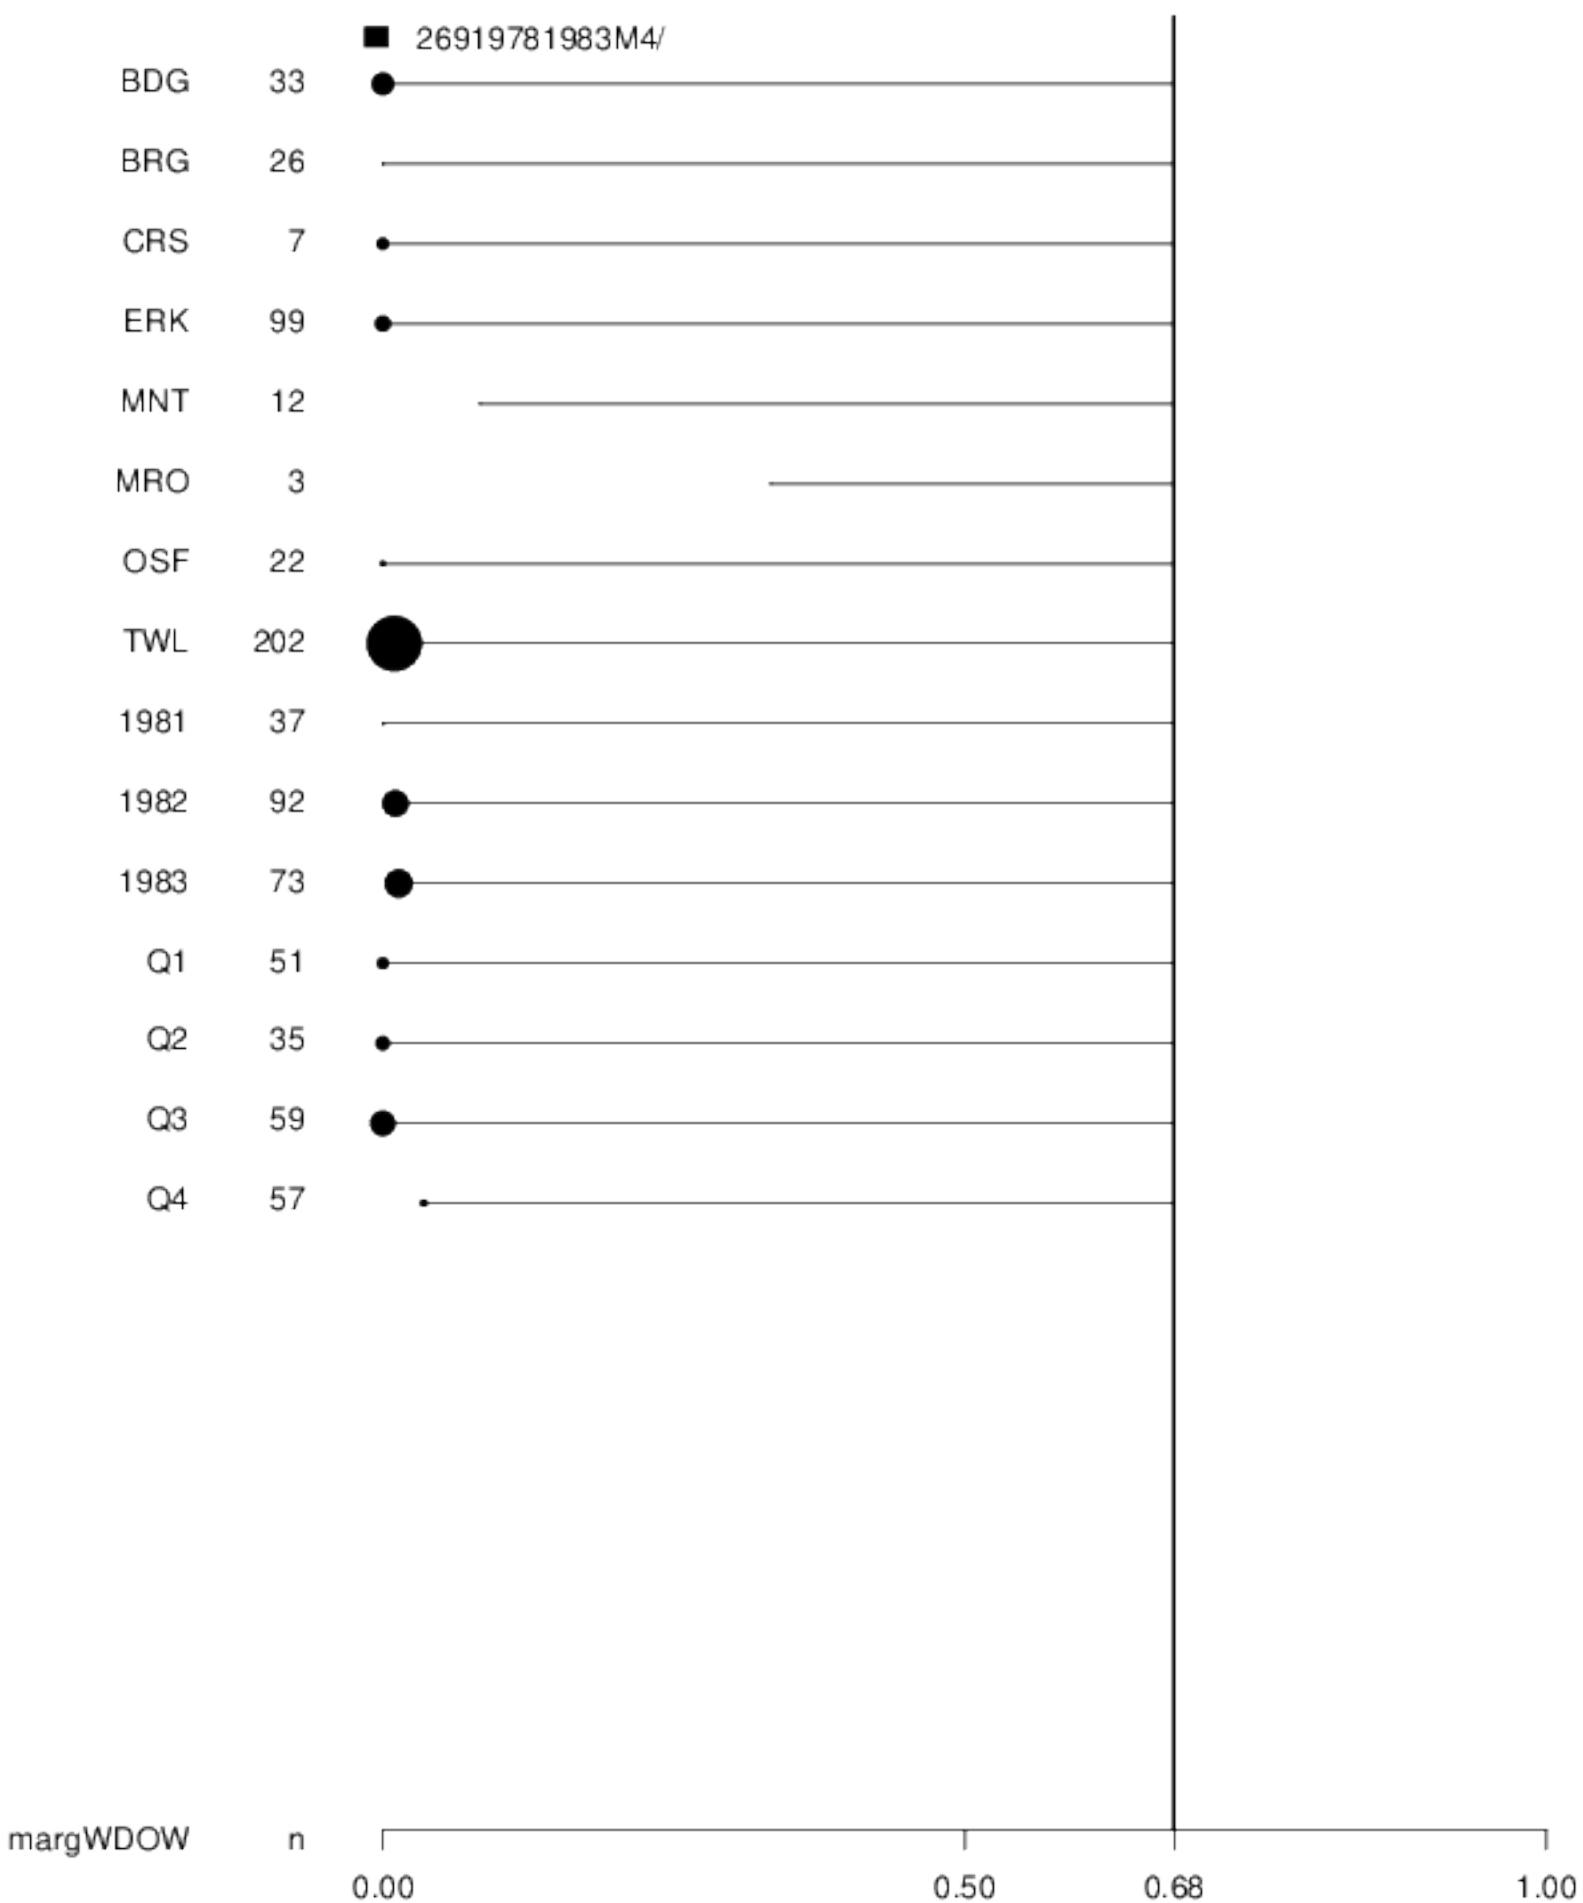 26919781983M4/
BDG 33
BRG 26
CRS 7
ERK 99
MNT 12
MRO 3
OSF 22
TWL 202
1981 37
1982 92
1983 73
Q1 51
Q2 35
Q3 59
Q4 57
margWDOW n
0.00 0.50 0.68 1.00